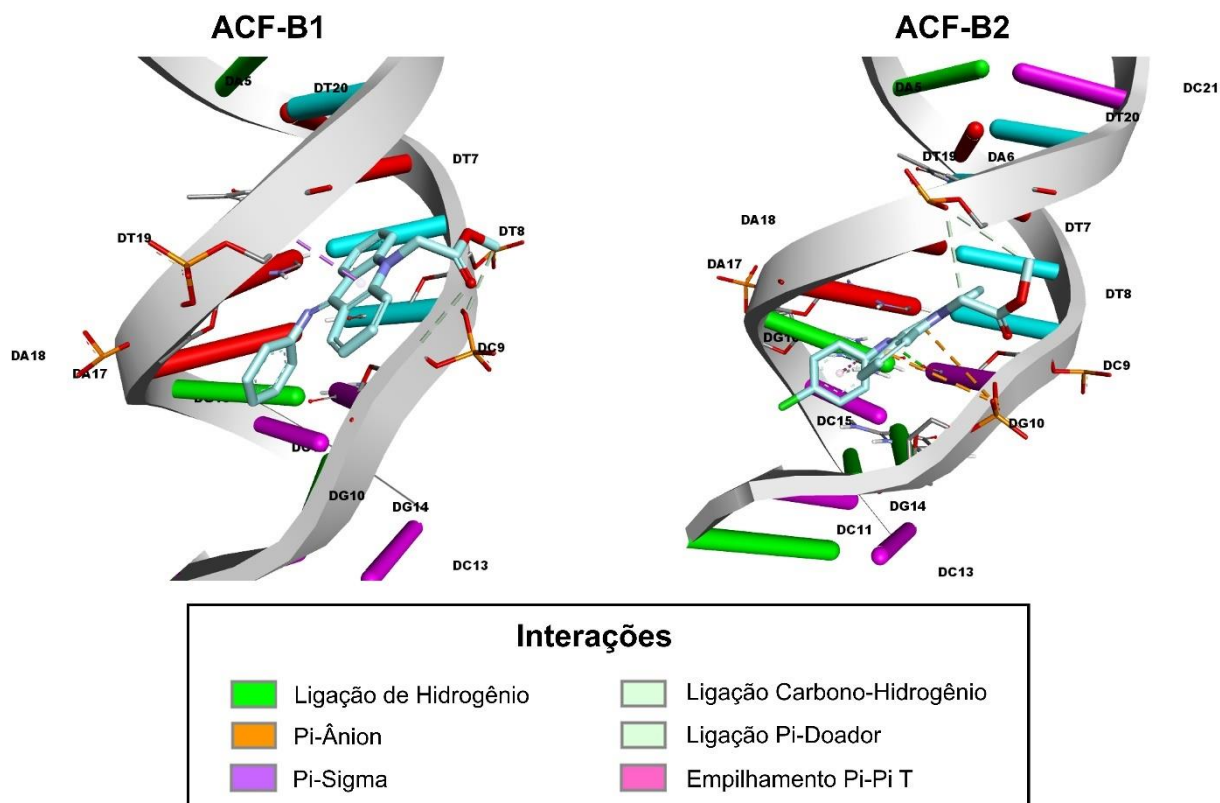 ACF-B1
ACF-B2
DA5
DT20
DT7
DT19
DT8
DA18
DA17
DC9
DG10
DG14
DC13
DA5
DC21
DT20
DT19
DA6
DA18
DT7
DA17
DT8
DC9
DC15
DG10
DG14
DC11
DC13
Interações
Ligação de Hidrogênio
Ligação Carbono-Hidrogênio
Pi-Ânion
Ligação Pi-Doador
Pi-Sigma
Empilhamento Pi-Pi T